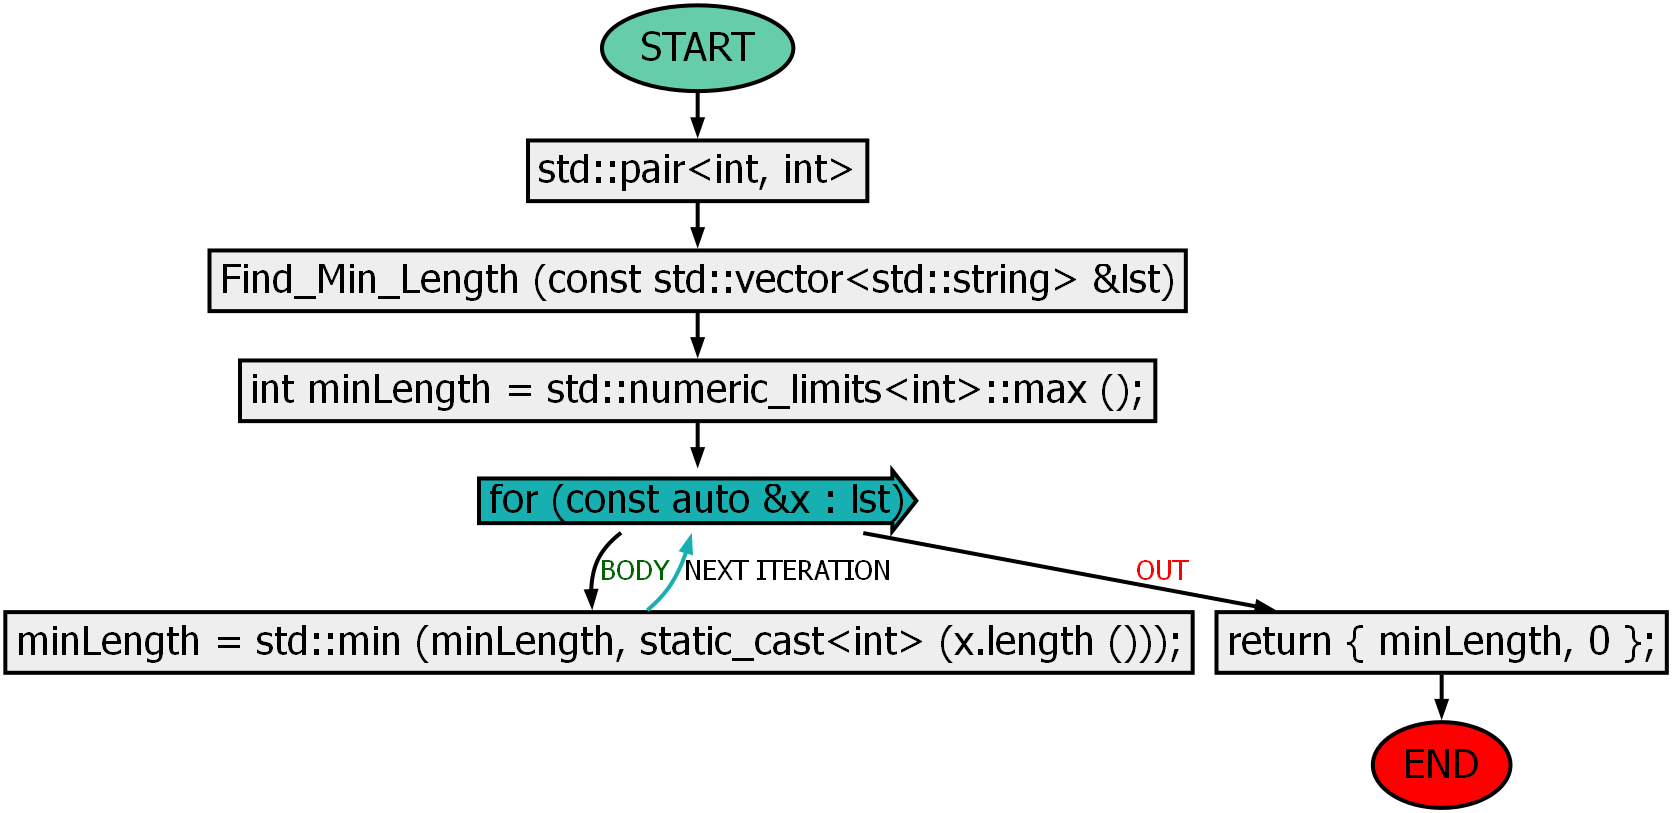 START
std::pair<int, int>
Find_Min_Length (const std::vector<std::string> &lst)
int minLength = std::numeric_limits<int>::max ();
for (const auto &x : lst)
BODY
NEXT ITERATION
OUT
minLength = std::min (minLength, static_cast<int> (x.length ()));
return { minLength, 0 };
END